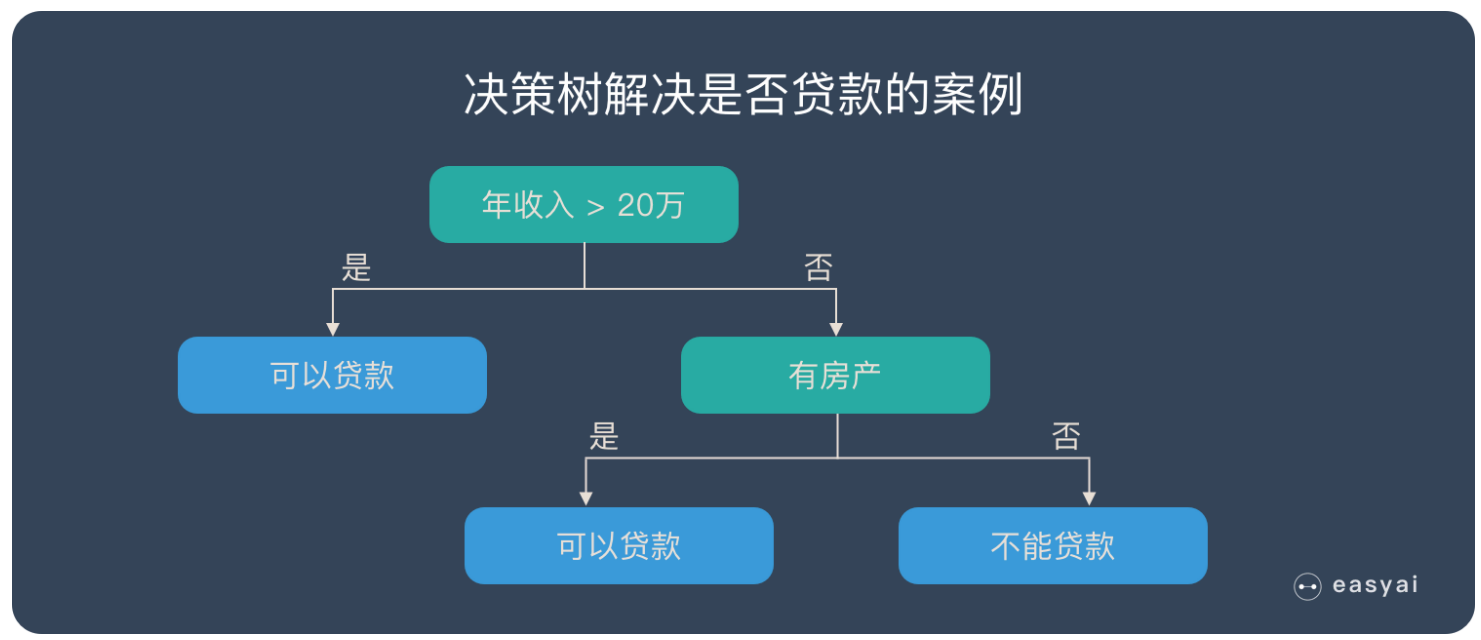 决策树解决是否贷款的案例
年收入 > 20万
是
否
可以贷款
有房产
是
否
可以贷款
不能贷款
easyai